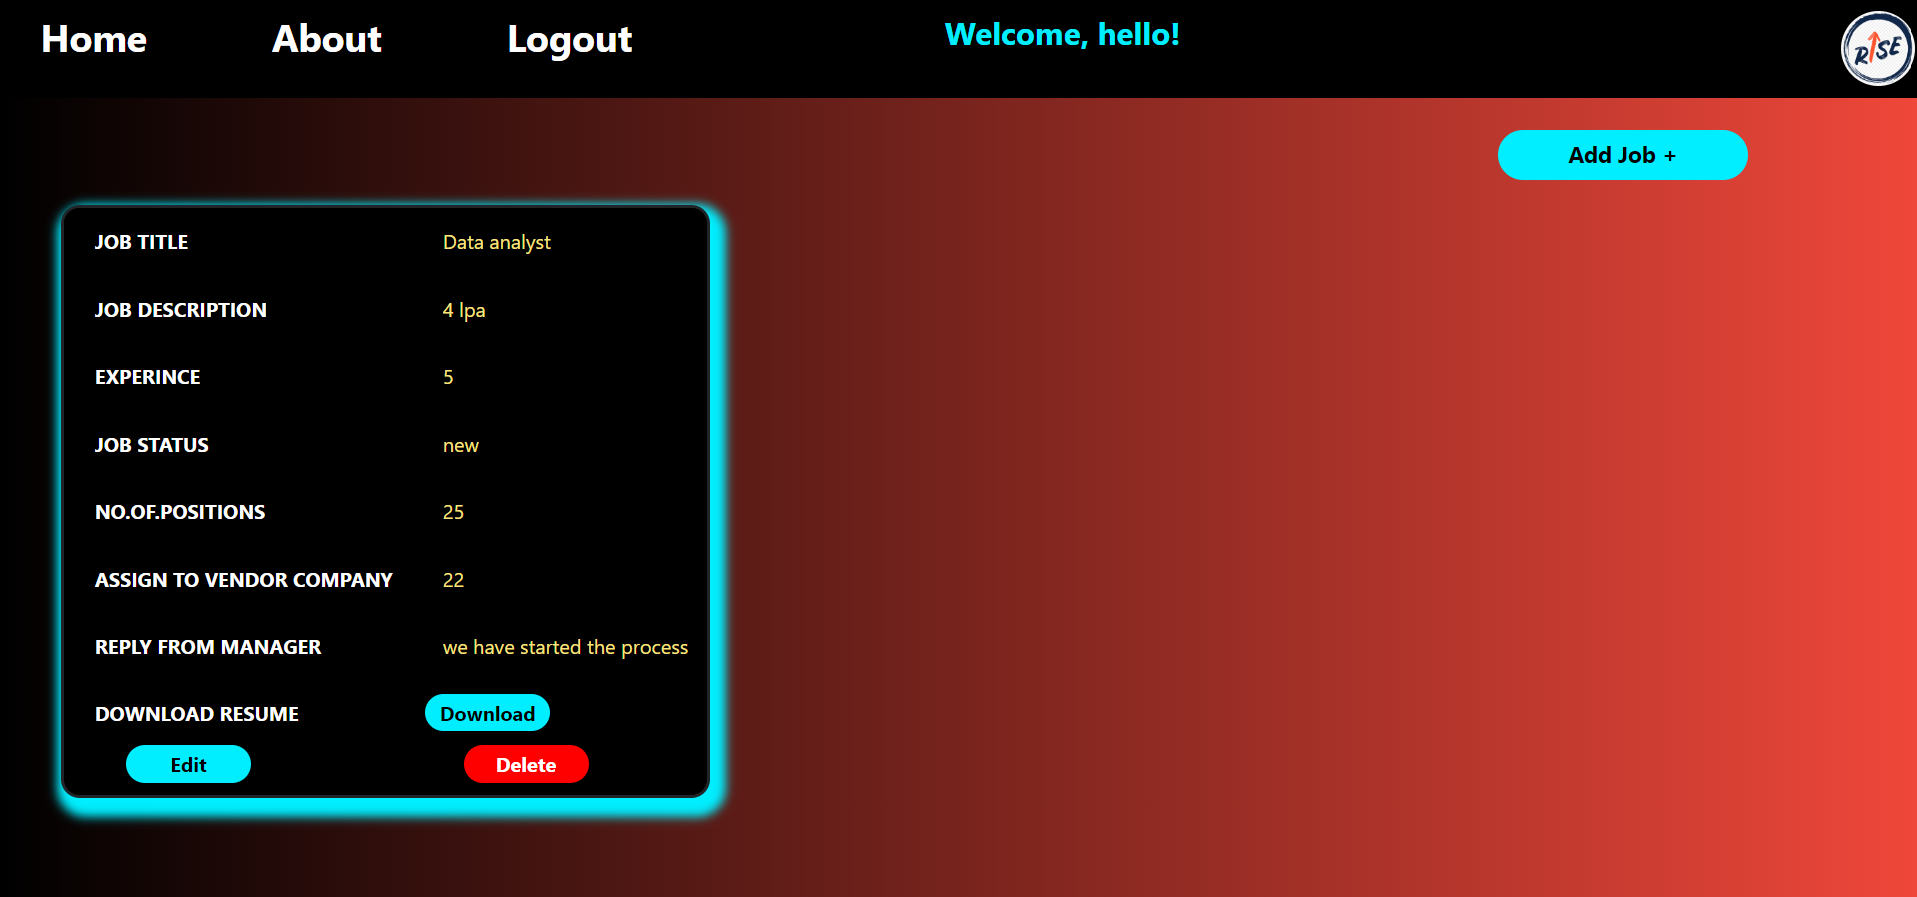 Home About Logout Welcome, hello!
RISE
Add Job +
JOB TITLE Data analyst
JOB DESCRIPTION 4 lpa
EXPERINCE 5
JOB STATUS new
NO.OF.POSITIONS 25
ASSIGN TO VENDOR COMPANY 22
REPLY FROM MANAGER we have started the process
DOWNLOAD RESUME Download
Edit Delete